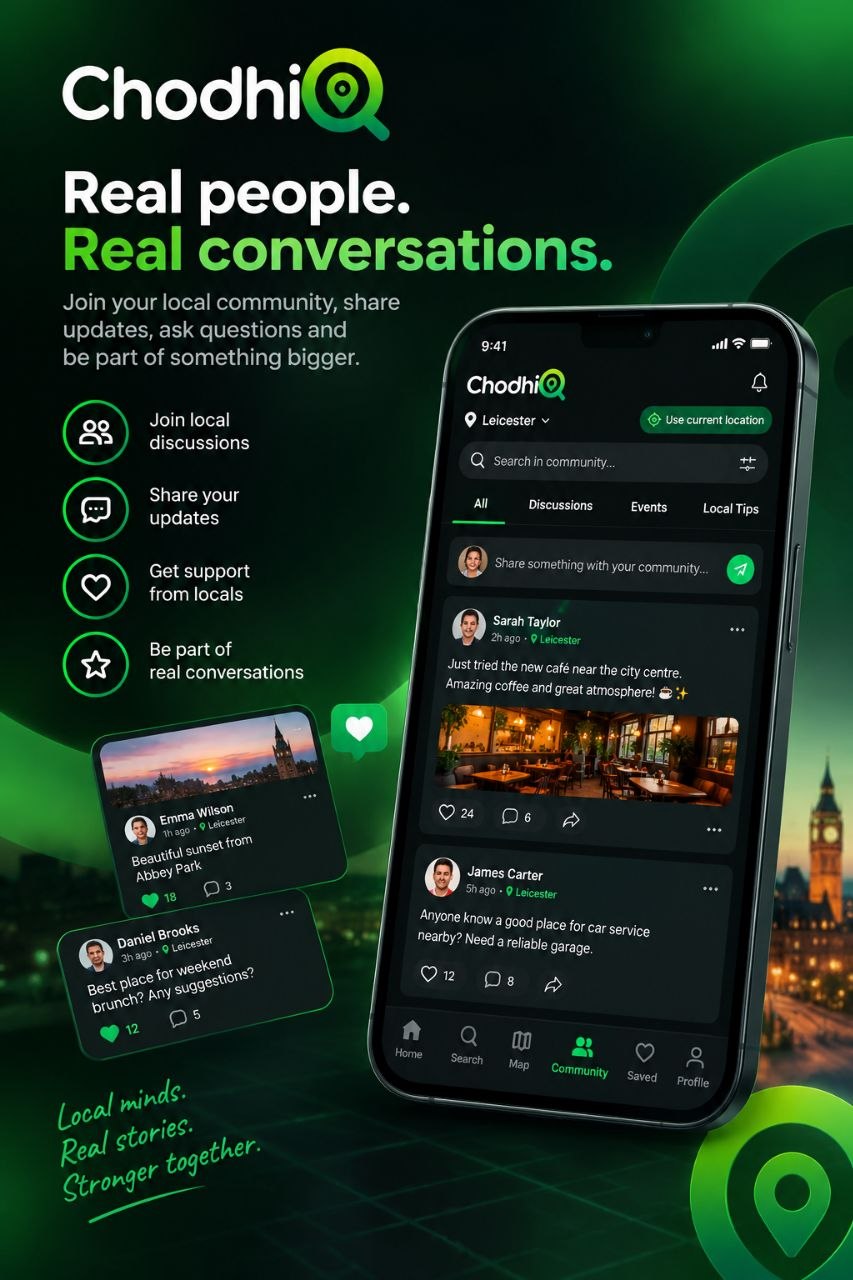 ChodhiQ
Real people.
Real conversations.
Join your local community, share
updates, ask questions and
be part of something bigger.
Join local
discussions
Share your
updates
Get support
from locals
Be part of
real conversations
Emma Wilson
1h ago • Leicester
Beautiful sunset from
Abbey Park
18 3
Daniel Brooks
3h ago • Leicester
Best place for weekend
brunch? Any suggestions?
12 5
Local minds.
Real stories.
Stronger together.
9:41
ChodhiQ
Leicester
Use current location
Search in community...
All Discussions Events Local Tips
Share something with your community...
Sarah Taylor
2h ago • Leicester
Just tried the new café near the city centre.
Amazing coffee and great atmosphere! ☕✨
24 6
James Carter
5h ago • Leicester
Anyone know a good place for car service
nearby? Need a reliable garage.
12 8
Home Search Map Community Saved Profile